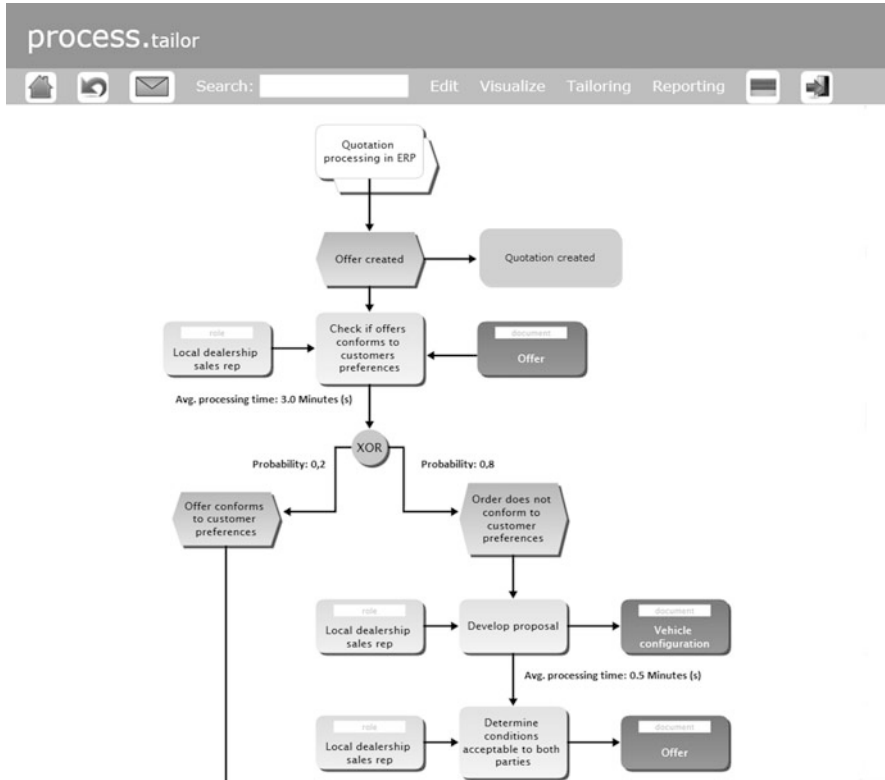 process.tailor
Search:
Edit
Visualize
Tailoring
Reporting
Quotation
processing in ERP
Offer created
Quotation created
role
Local dealership
sales rep
Check if offers
conforms to
customers
preferences
document
Offer
Avg. processing time: 3.0 Minutes (s)
XOR
Probability: 0,2
Probability: 0,8
Offer conforms
to customer
preferences
Order does not
conform to
customer
preferences
role
Local dealership
sales rep
Develop proposal
document
Vehicle
configuration
Avg. processing time: 0.5 Minutes (s)
role
Local dealership
sales rep
Determine
conditions
acceptable to both
parties
document
Offer